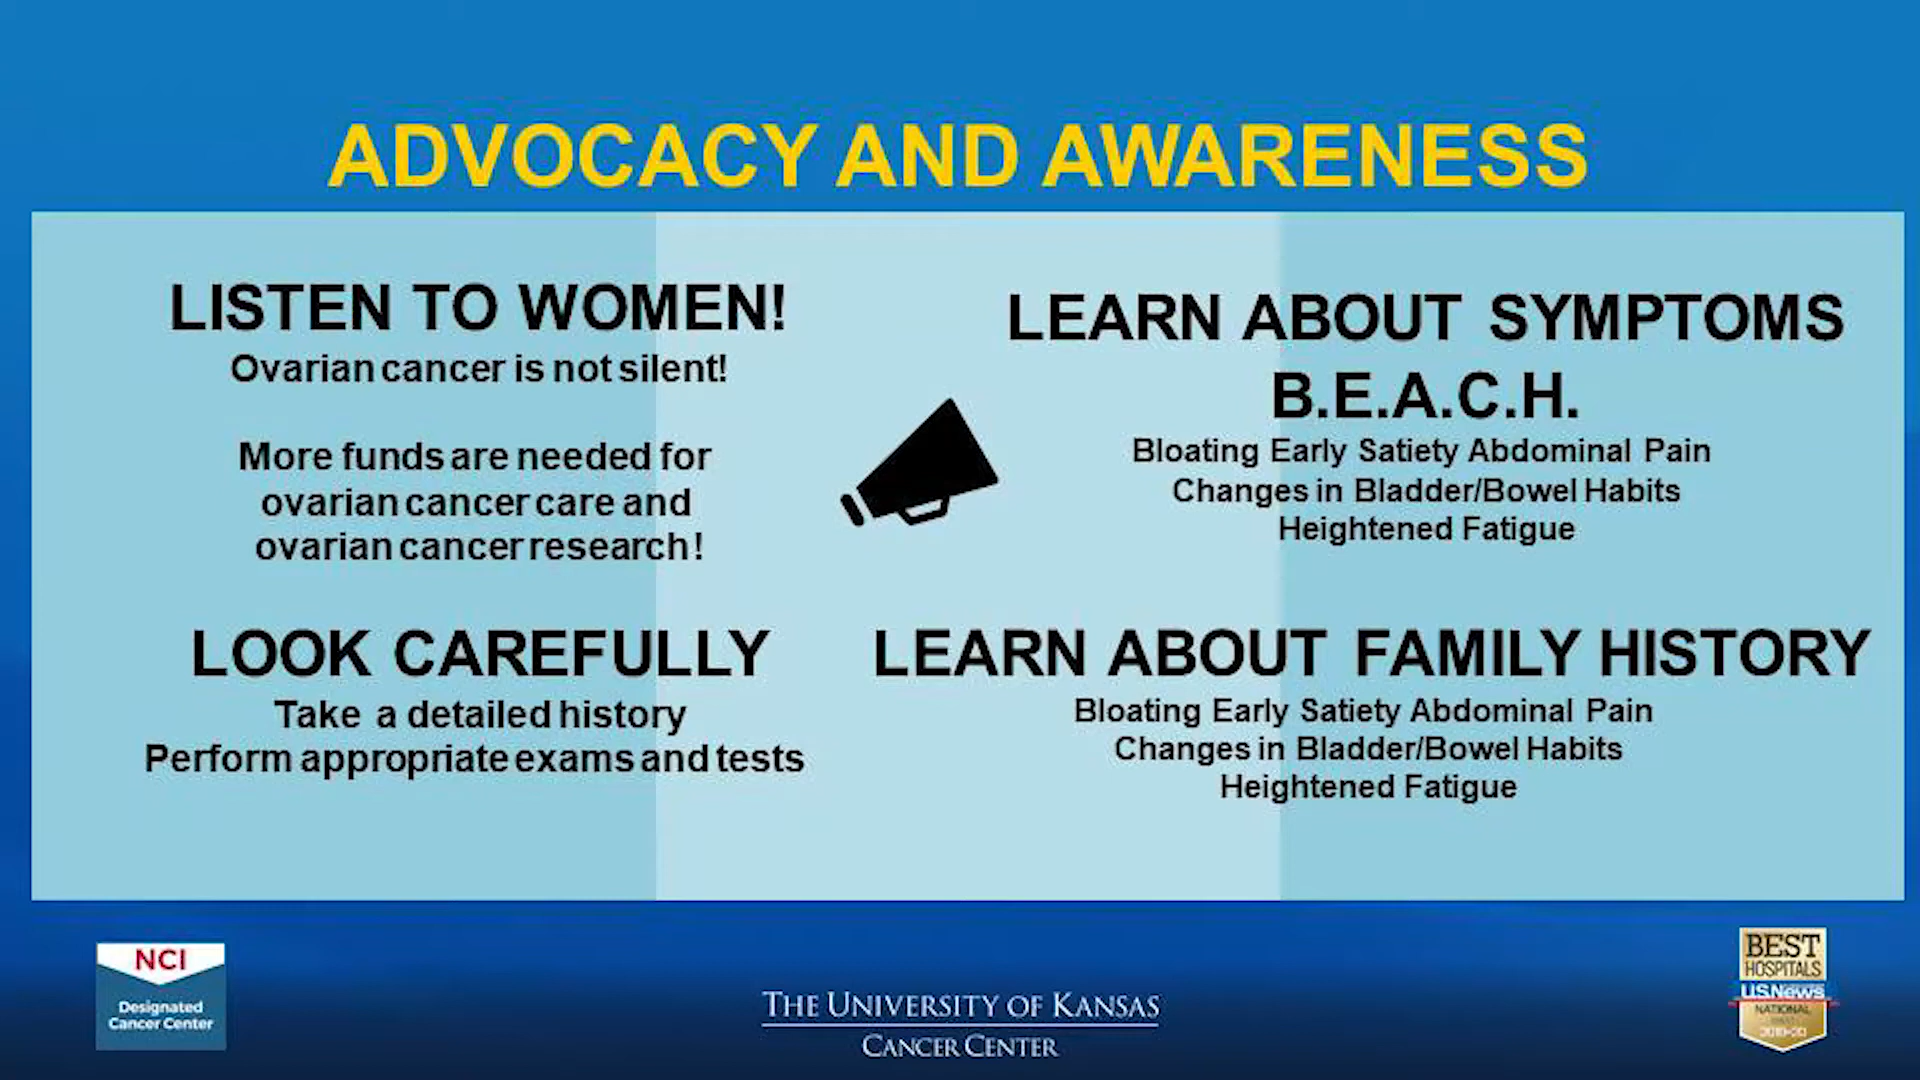 ADVOCACY AND AWARENESS
LISTEN TO WOMEN!
Ovarian cancer is not silent!
More funds are needed for
ovarian cancer care and
ovarian cancer research!
LOOK CAREFULLY
Take a detailed history
Perform appropriate exams and tests
LEARN ABOUT SYMPTOMS
B.E.A.C.H.
Bloating Early Satiety Abdominal Pain
Changes in Bladder/Bowel Habits
Heightened Fatigue
LEARN ABOUT FAMILY HISTORY
Bloating Early Satiety Abdominal Pain
Changes in Bladder/Bowel Habits
Heightened Fatigue
NCI
Designated
Cancer Center
THE UNIVERSITY OF KANSAS
CANCER CENTER
BEST
HOSPITALS
U.S.News
NATIONAL
2019-20